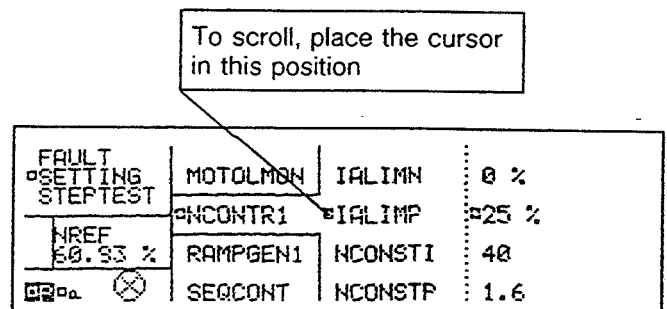 To scroll, place the cursor
in this position
FAULT
SETTING
STEPTEST
NREF
60.93 %
MOTOLMON IALIMN 0 %
NCONTR1 IALIMP 25 %
RAMPGEN1 NCONSTI 40
SEQCONT NCONSTP 1.6